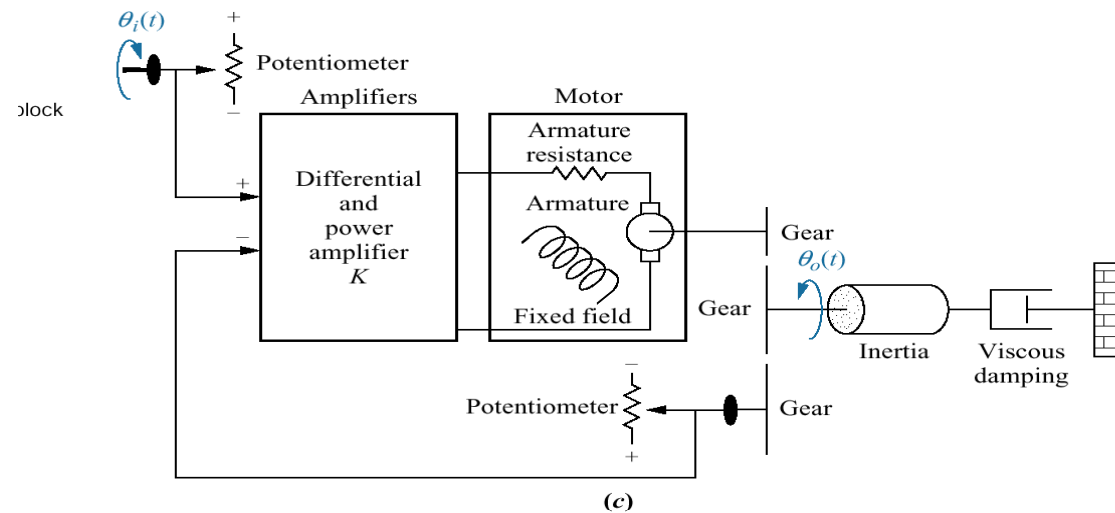 θi(t)
+
Potentiometer
−
Amplifiers
Motor
Armature
resistance
+
Differential
and
power
amplifier
K
−
Armature
Fixed field
Gear
θo(t)
Gear
Inertia
Viscous
damping
−
Potentiometer
+
Gear
(c)